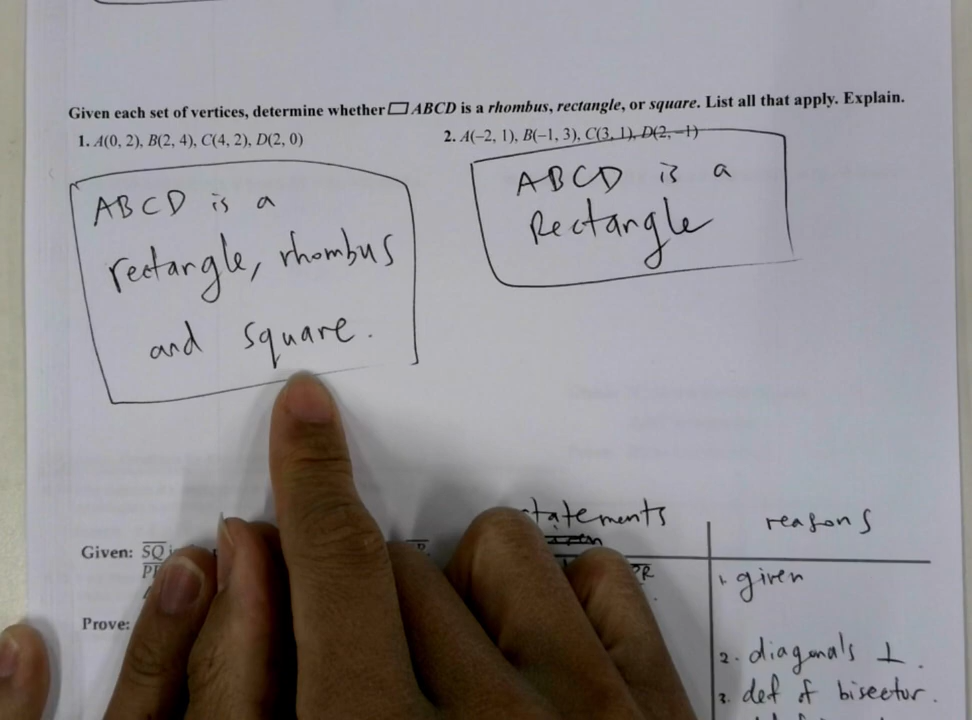 Given each set of vertices, determine whether ▱ ABCD is a rhombus, rectangle, or square. List all that apply. Explain.
1. A(0, 2), B(2, 4), C(4, 2), D(2, 0)
2. A(−2, 1), B(−1, 3), C(3, 1), D(2, −1)
ABCD is a
rectangle, rhombus
and square.
ABCD is a
Rectangle
statements
reasons
Given: SQ
PR
1. given
Prove:
2. diagonals ⊥.
3. def of bisector.